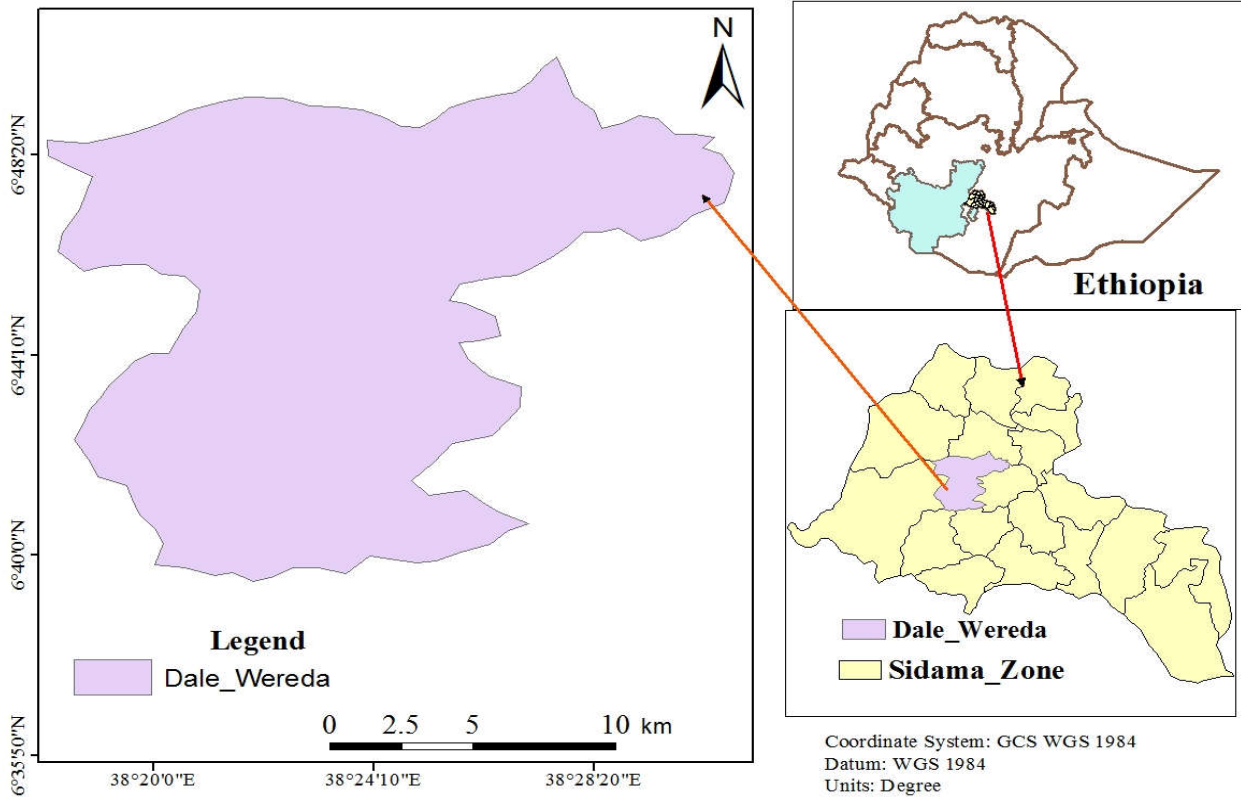 N
6°48'20"N
6°44'10"N
6°40'0"N
6°35'50"N
Legend
Dale_Wereda
0 2.5 5 10 km
38°20'0"E 38°24'10"E 38°28'20"E
Ethiopia
Dale_Wereda
Sidama_Zone
Coordinate System: GCS WGS 1984
Datum: WGS 1984
Units: Degree